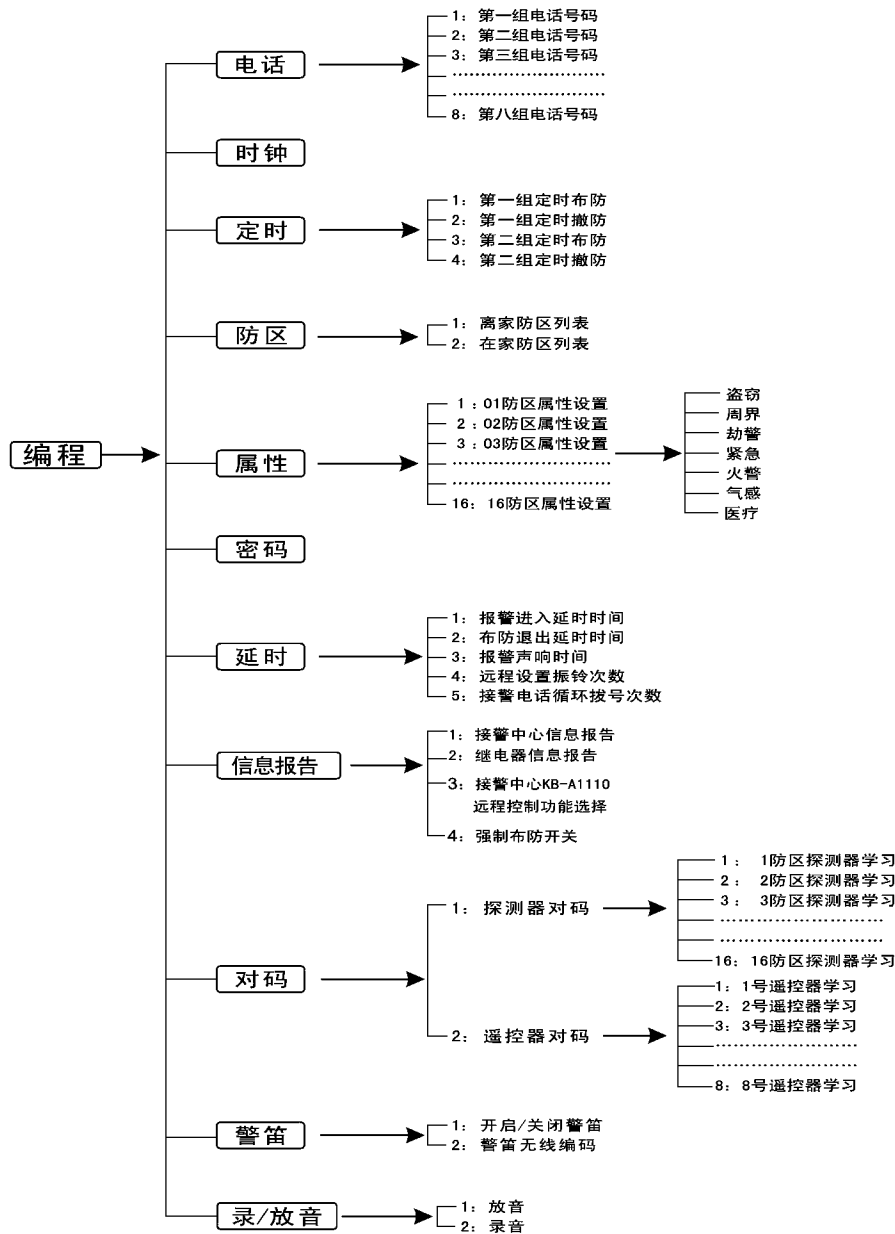 编程
电话
1：第一组电话号码
2：第二组电话号码
3：第三组电话号码
…………………………
…………………………
8：第八组电话号码
时钟
定时
1：第一组定时布防
2：第一组定时撤防
3：第二组定时布防
4：第二组定时撤防
防区
1：离家防区列表
2：在家防区列表
属性
1：01防区属性设置
2：02防区属性设置
3：03防区属性设置
…………………………
…………………………
16：16防区属性设置
盗窃
周界
劫警
紧急
火警
气感
医疗
密码
延时
1：报警进入延时时间
2：布防退出延时时间
3：报警声响时间
4：远程设置振铃次数
5：接警电话循环拔号次数
信息报告
1：接警中心信息报告
2：继电器信息报告
3：接警中心KB-A1110
远程控制功能选择
4：强制布防开关
对码
1：探测器对码
1： 1防区探测器学习
2： 2防区探测器学习
3： 3防区探测器学习
…………………………
…………………………
16：16防区探测器学习
2：遥控器对码
1：1号遥控器学习
2：2号遥控器学习
3：3号遥控器学习
…………………………
…………………………
8：8号遥控器学习
警笛
1：开启/关闭警笛
2：警笛无线编码
录/放音
1：放音
2：录音